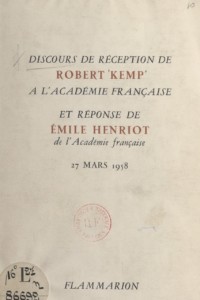 DISCOURS DE RÉCEPTION DE
ROBERT KEMP
A L'ACADÉMIE FRANÇAISE
ET RÉPONSE DE
ÉMILE HENRIOT
de l'Académie française
27 MARS 1958
FLAMMARION